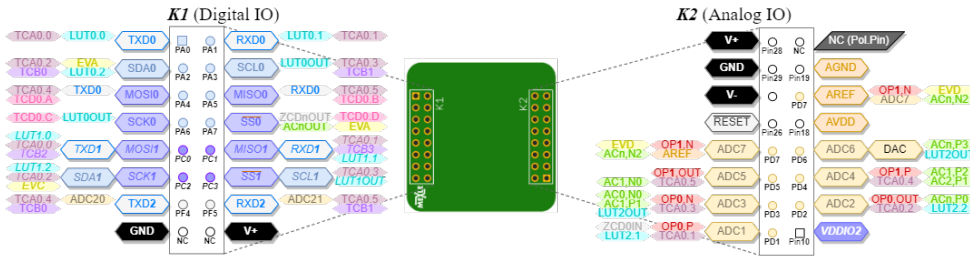 K1 (Digital IO)
K2 (Analog IO)
TCA0.0 LUT0.0 TXD0 PA0 PA1 RXD0 LUT0.1 TCA0.1
TCA0.2 EVA TCB0 LUT0.2 SDA0 PA2 PA3 SCL0 LUT0OUT TCA0.3 TCB1
TCA0.4 TXD0 TCD0.A MOSI0 PA4 PA5 MISO0 RXD0 TCA0.5 TCD0.B
TCD0.C LUT0OUT SCK0 PA6 PA7 SS0 ZCDnOUT ACnOUT TCD0.D EVA
LUT1.0 TCA0.0 TCB2 TXD1 MOSI1 PC0 PC1 MISO1 RXD1 TCA0.1 TCB3 LUT1.1
LUT1.2 TCA0.2 EVC SDA1 SCK1 PC2 PC3 SS1 SCL1 TCA0.3 LUT1OUT
TCA0.4 TCB0 ADC20 TXD2 PF4 PF5 RXD2 ADC21 TCA0.5 TCB1
GND NC NC V+
K1
K2
V+ Pin28 NC NC (Pol.Pin)
GND Pin29 Pin19 AGND
V- PD7 AREF OP1,N ADC7 EVD ACn,N2
RESET Pin26 Pin18 AVDD
EVD ACn,N2 OP1,N AREF ADC7 PD7 PD6 ADC6 DAC ACn,P3 LUT2OUT
AC1,N0 OP1,OUT TCA0.5 ADC5 PD5 PD4 ADC4 OP1,P TCA0.4 AC1,P2 AC2,P1
AC0,N0 AC1,P1 LUT2OUT OP0,N TCA0.3 ADC3 PD3 PD2 ADC2 OP0,OUT TCA0.2 ACn,P0 LUT2.2
ZCD0IN LUT2.1 OP0,P TCA0.1 ADC1 PD1 Pin10 VDDIO2